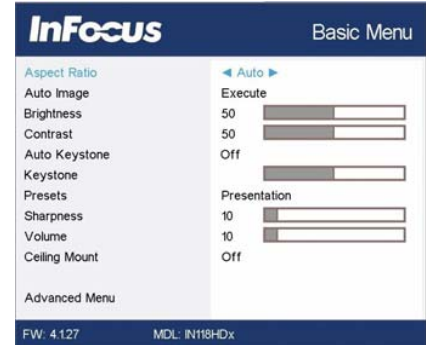 InFocus
Basic Menu
Aspect Ratio ◄ Auto ►
Auto Image Execute
Brightness 50
Contrast 50
Auto Keystone Off
Keystone
Presets Presentation
Sharpness 10
Volume 10
Ceiling Mount Off
Advanced Menu
FW: 4.1.27 MDL: IN118HDx